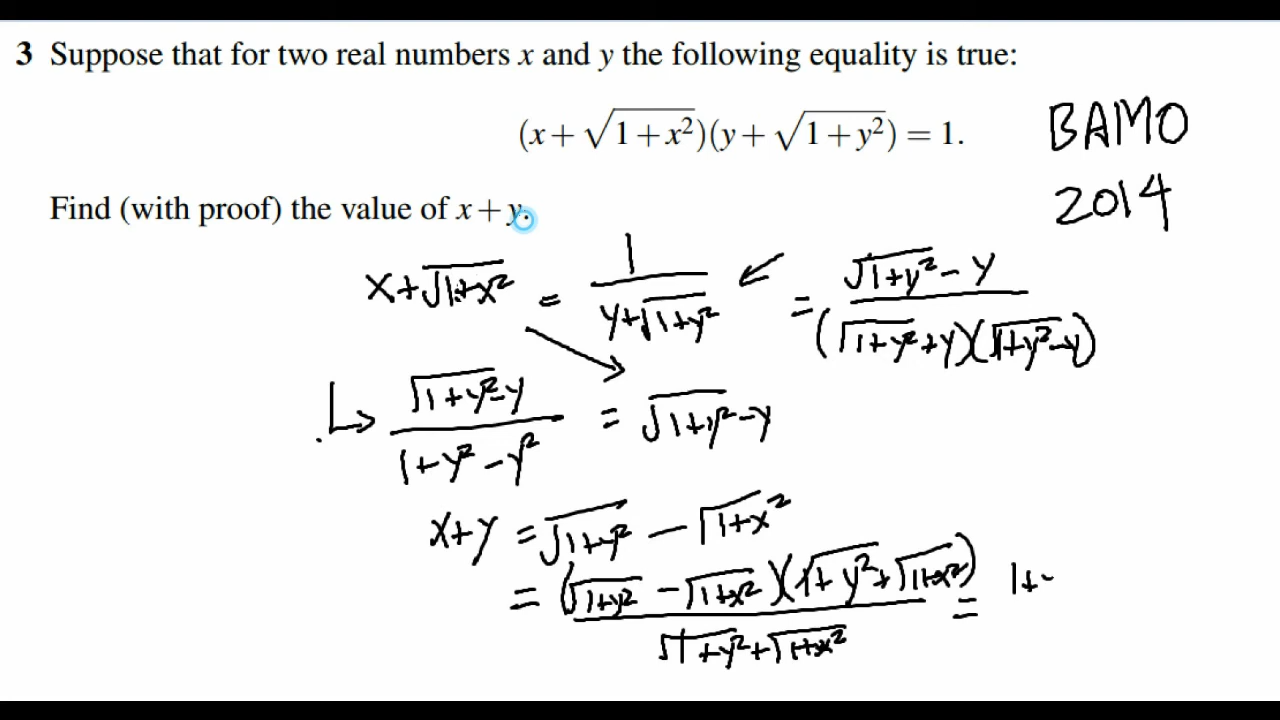 3 Suppose that for two real numbers x and y the following equality is true:
(x + √(1 + x²))(y + √(1 + y²)) = 1.
BAMO
2014
Find (with proof) the value of x + y.
x + √(1+x²) = 1 / (y + √(1+y²)) ↙ = (√(1+y²) - y) / ((√(1+y²) + y)(√(1+y²) - y))
↳ (√(1+y²) - y) / (1 + y² - y²) = √(1+y²) - y
x + y = √(1+y²) - √(1+x²)
= (√(1+y²) - √(1+x²))(√(1+y²) + √(1+x²)) / (√(1+y²) + √(1+x²)) = 1+